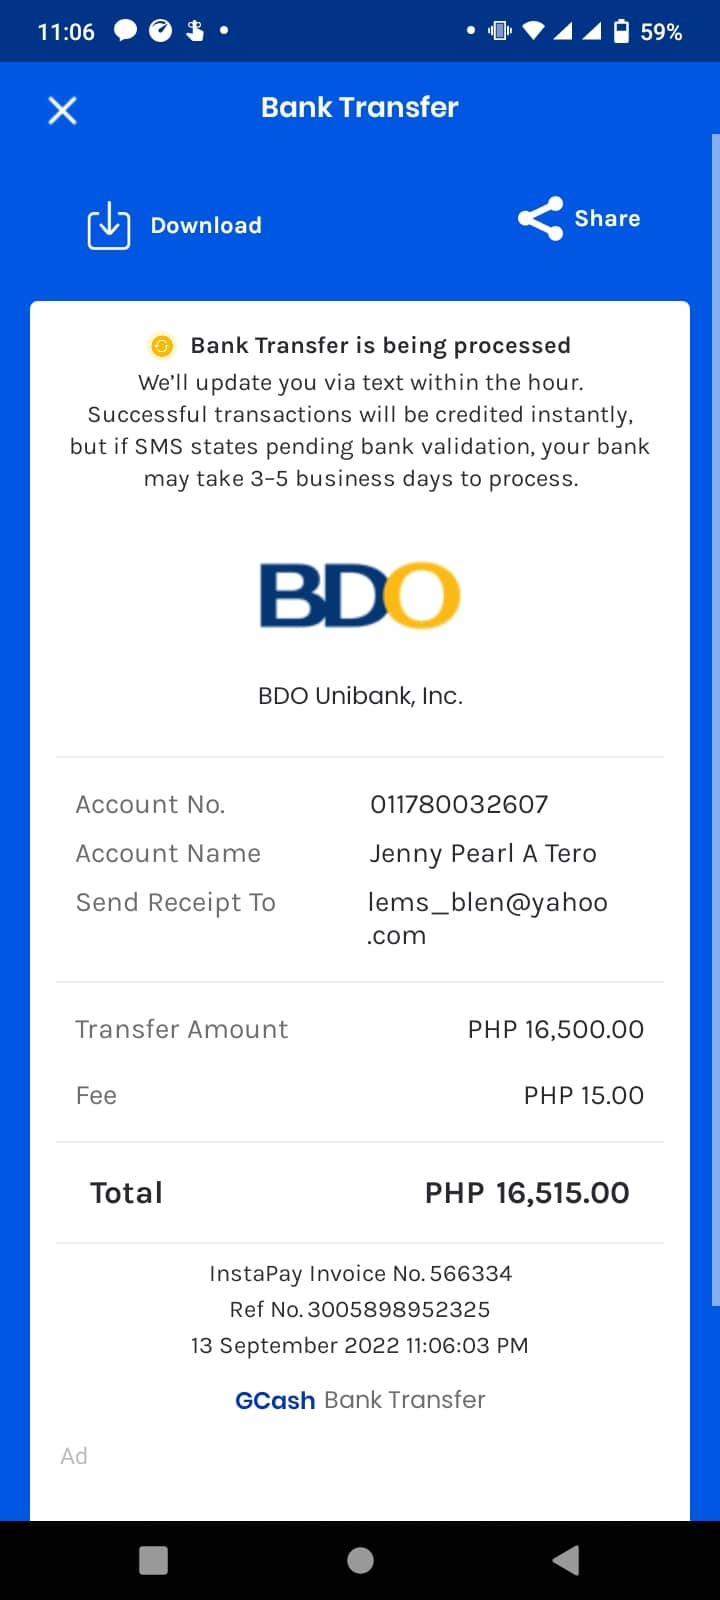 11:06 59%
Bank Transfer
Download Share
Bank Transfer is being processed
We'll update you via text within the hour.
Successful transactions will be credited instantly,
but if SMS states pending bank validation, your bank
may take 3-5 business days to process.
BDO
BDO Unibank, Inc.
Account No. 011780032607
Account Name Jenny Pearl A Tero
Send Receipt To lems_blen@yahoo
.com
Transfer Amount PHP 16,500.00
Fee PHP 15.00
Total PHP 16,515.00
InstaPay Invoice No. 566334
Ref No. 3005898952325
13 September 2022 11:06:03 PM
GCash Bank Transfer
Ad